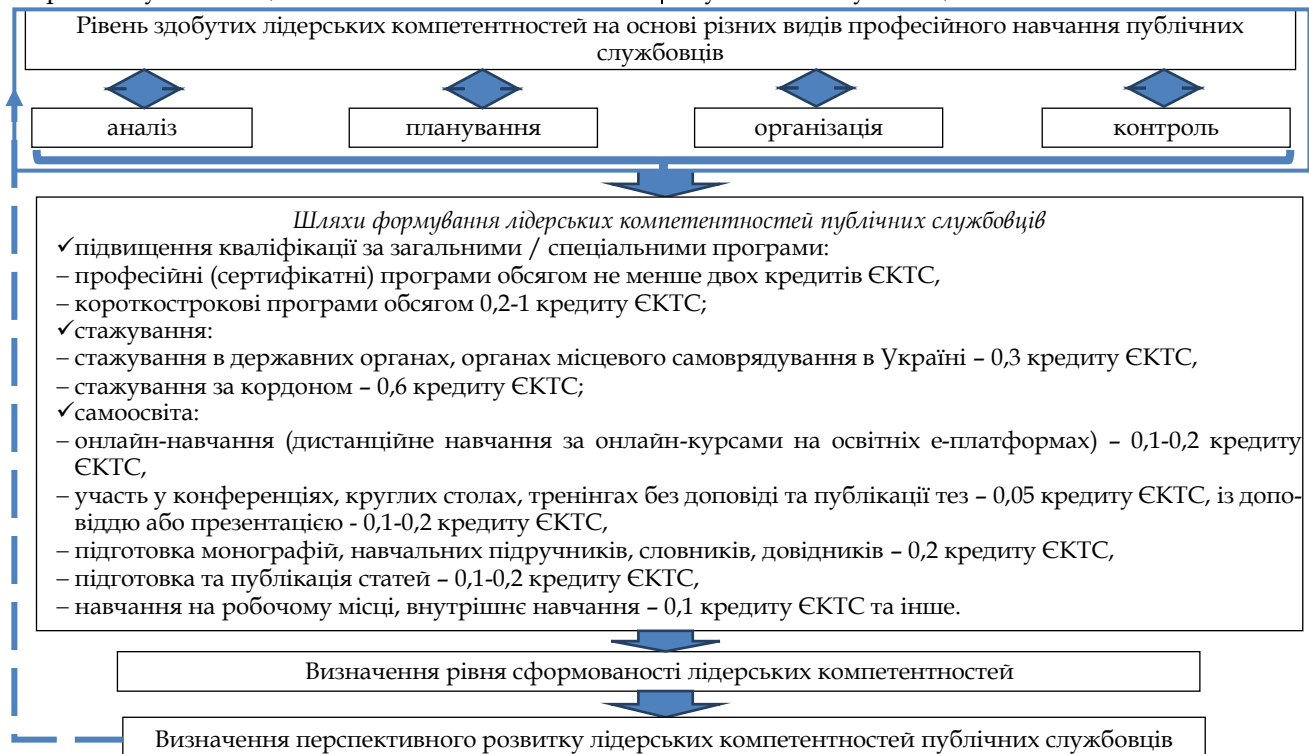 Рівень здобутих лідерських компетентностей на основі різних видів професійного навчання публічних
службовців
аналіз
планування
організація
контроль
Шляхи формування лідерських компетентностей публічних службовців
✓підвищення кваліфікації за загальними / спеціальними програми:
– професійні (сертифікатні) програми обсягом не менше двох кредитів ЄКТС,
– короткострокові програми обсягом 0,2-1 кредиту ЄКТС;
✓стажування:
– стажування в державних органах, органах місцевого самоврядування в Україні – 0,3 кредиту ЄКТС,
– стажування за кордоном – 0,6 кредиту ЄКТС;
✓самоосвіта:
– онлайн-навчання (дистанційне навчання за онлайн-курсами на освітніх е-платформах) – 0,1-0,2 кредиту
ЄКТС,
– участь у конференціях, круглих столах, тренінгах без доповіді та публікації тез – 0,05 кредиту ЄКТС, із допо-
віддю або презентацією - 0,1-0,2 кредиту ЄКТС,
– підготовка монографій, навчальних підручників, словників, довідників – 0,2 кредиту ЄКТС,
– підготовка та публікація статей – 0,1-0,2 кредиту ЄКТС,
– навчання на робочому місці, внутрішнє навчання – 0,1 кредиту ЄКТС та інше.
Визначення рівня сформованості лідерських компетентностей
Визначення перспективного розвитку лідерських компетентностей публічних службовців